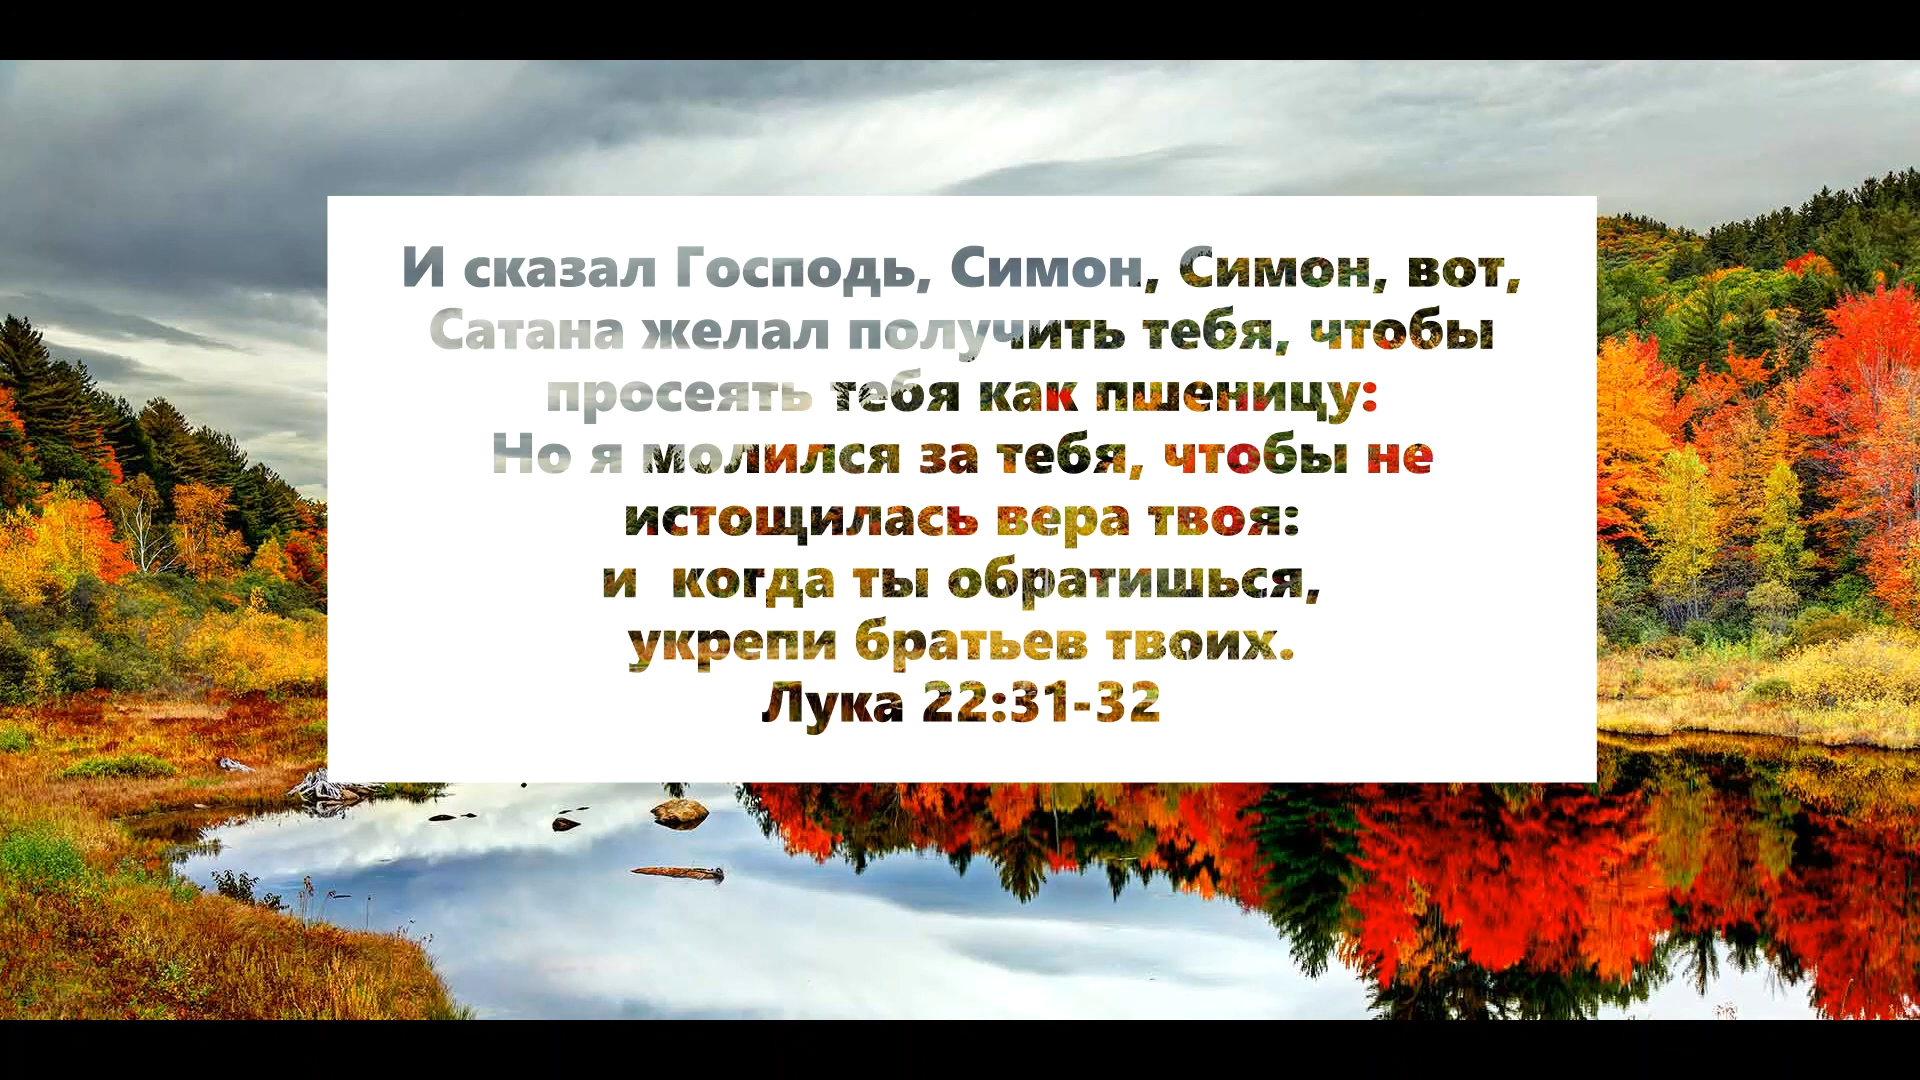 И сказал Господь, Симон, Симон, вот,
Сатана желал получить тебя, чтобы
просеять тебя как пшеницу:
Но я молился за тебя, чтобы не
истощилась вера твоя:
и  когда ты обратишься,
укрепи братьев твоих.
Лука 22:31-32